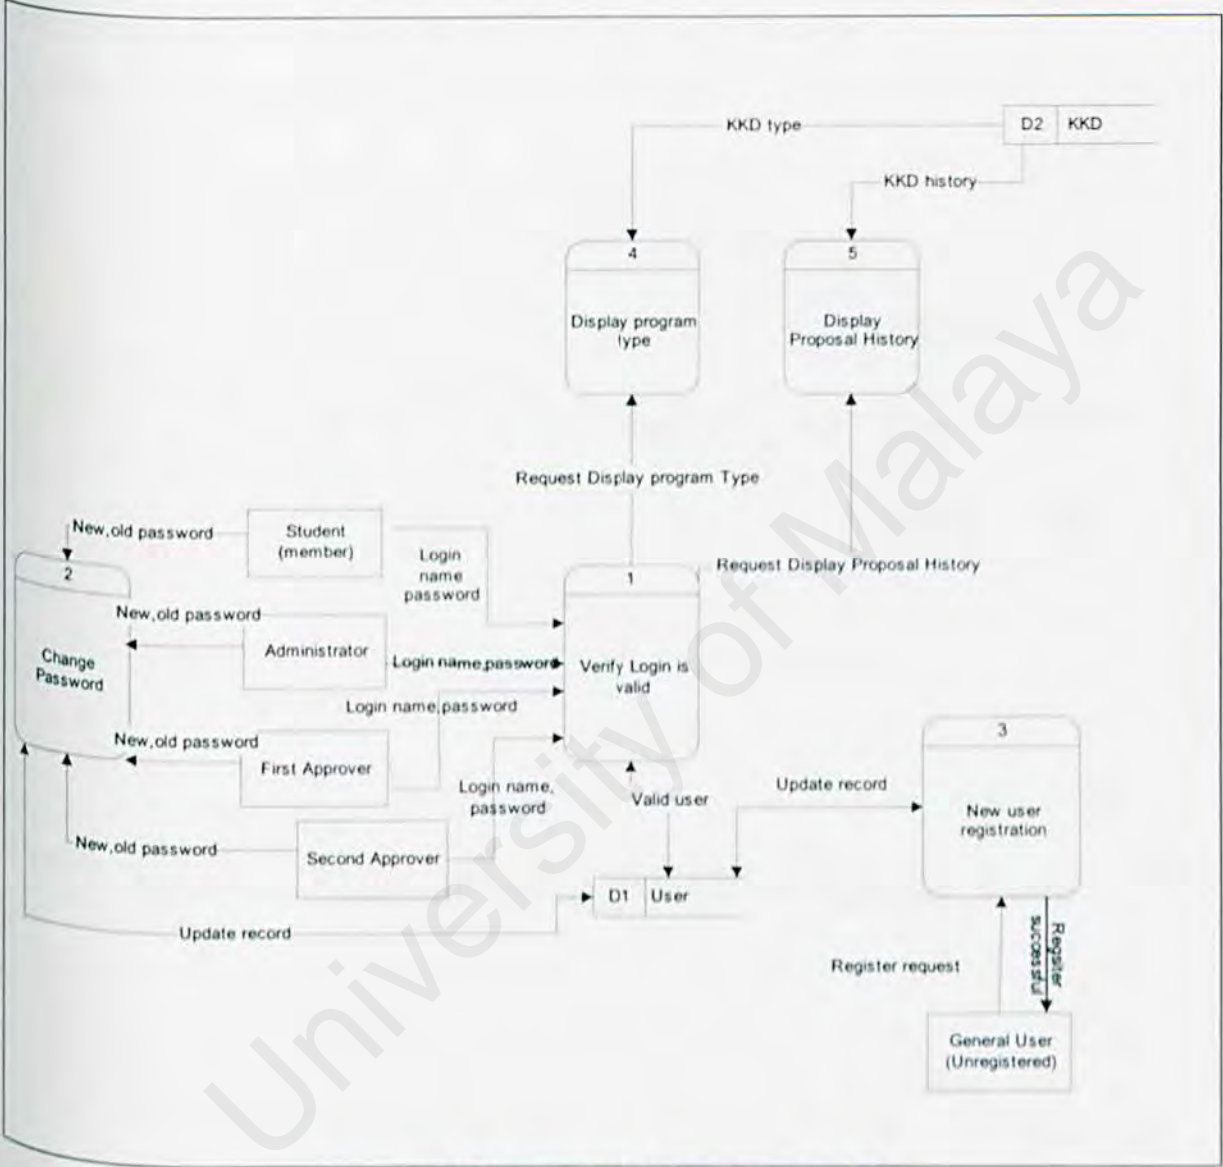 KKD type
D2 KKD
KKD history
4
5
Display program
type
Display
Proposal History
Request Display program Type
New,old password
Student
(member)
Login
name
password
2
1
Request Display Proposal History
New,old password
Change
Password
Administrator
Login name,password
Verify Login is
valid
Login name,password
3
New,old password
First Approver
Login name,
password
Valid user
Update record
New user
registration
New,old password
Second Approver
D1 User
Update record
Register request
Regsiter
successful
General User
(Unregistered)
University of Malaya